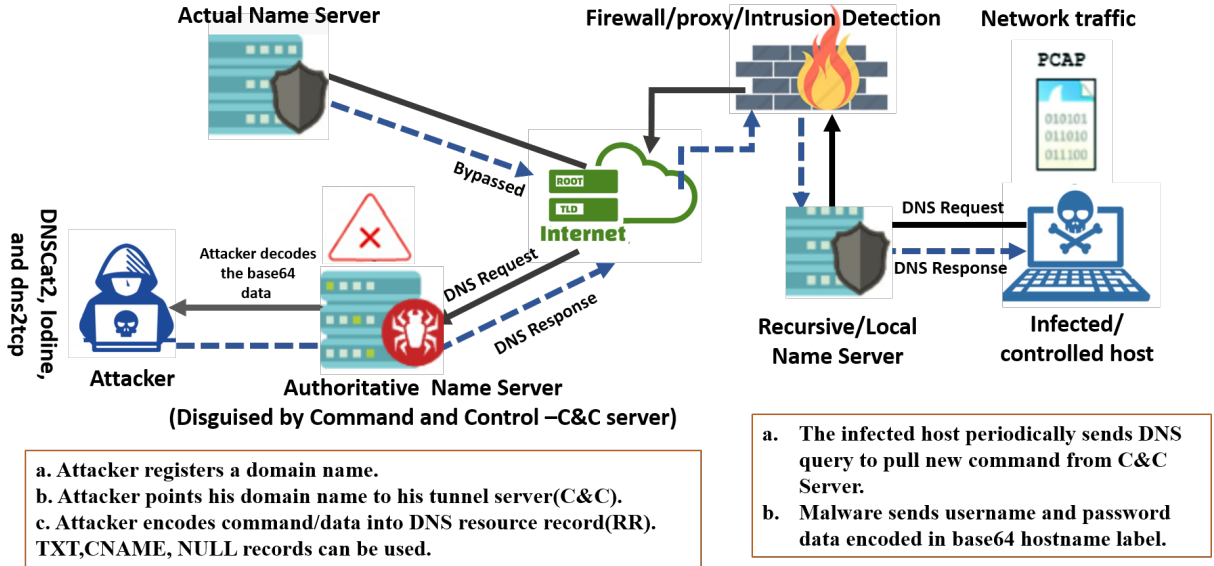 Actual Name Server
Firewall/proxy/Intrusion Detection
Network traffic
PCAP
010101
011010
011100
Bypassed
ROOT
TLD
Internet
DNS Request
DNS Response
DNSCat2, Iodine,
and dns2tcp
Attacker decodes
the base64
data
DNS Request
DNS Response
Attacker
Authoritative Name Server
(Disguised by Command and Control –C&C server)
Recursive/Local
Name Server
Infected/
controlled host
a. Attacker registers a domain name.
b. Attacker points his domain name to his tunnel server(C&C).
c. Attacker encodes command/data into DNS resource record(RR).
TXT,CNAME, NULL records can be used.
a. The infected host periodically sends DNS
query to pull new command from C&C
Server.
b. Malware sends username and password
data encoded in base64 hostname label.